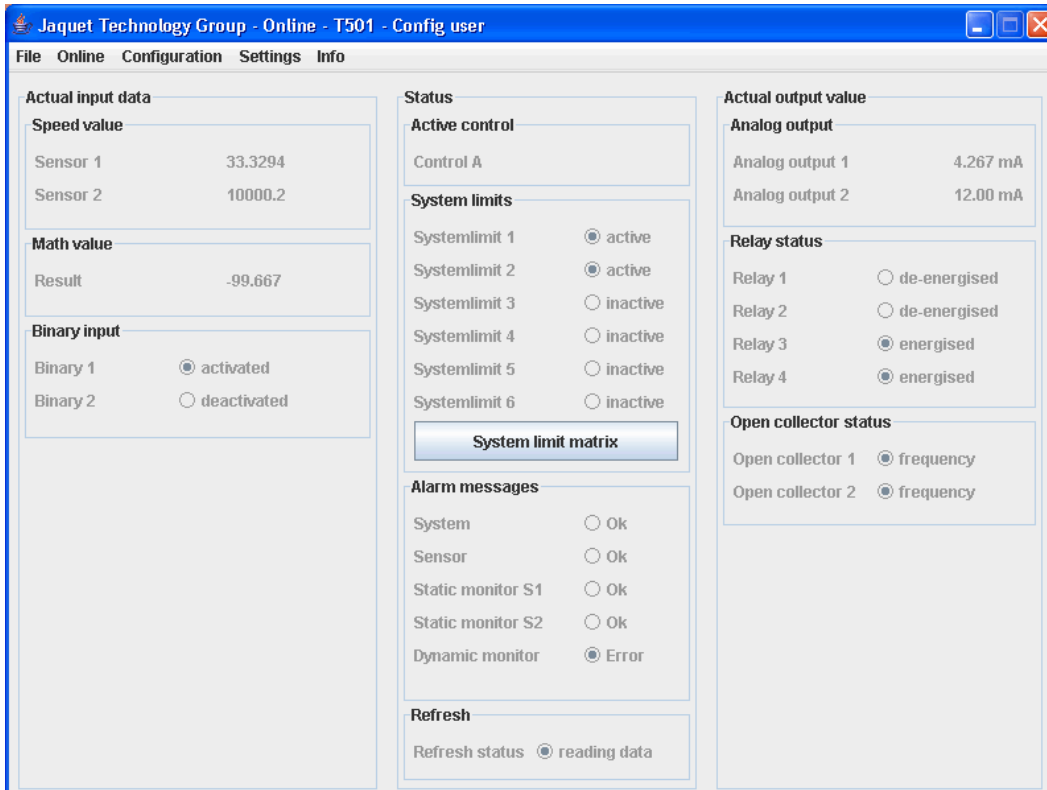 Jaquet Technology Group - Online - T501 - Config user
File Online Configuration Settings Info
Actual input data
Speed value
Sensor 1 33.3294
Sensor 2 10000.2
Math value
Result -99.667
Binary input
Binary 1 activated
Binary 2 deactivated
Status
Active control
Control A
System limits
Systemlimit 1 active
Systemlimit 2 active
Systemlimit 3 inactive
Systemlimit 4 inactive
Systemlimit 5 inactive
Systemlimit 6 inactive
System limit matrix
Alarm messages
System Ok
Sensor Ok
Static monitor S1 Ok
Static monitor S2 Ok
Dynamic monitor Error
Refresh
Refresh status reading data
Actual output value
Analog output
Analog output 1 4.267 mA
Analog output 2 12.00 mA
Relay status
Relay 1 de-energised
Relay 2 de-energised
Relay 3 energised
Relay 4 energised
Open collector status
Open collector 1 frequency
Open collector 2 frequency